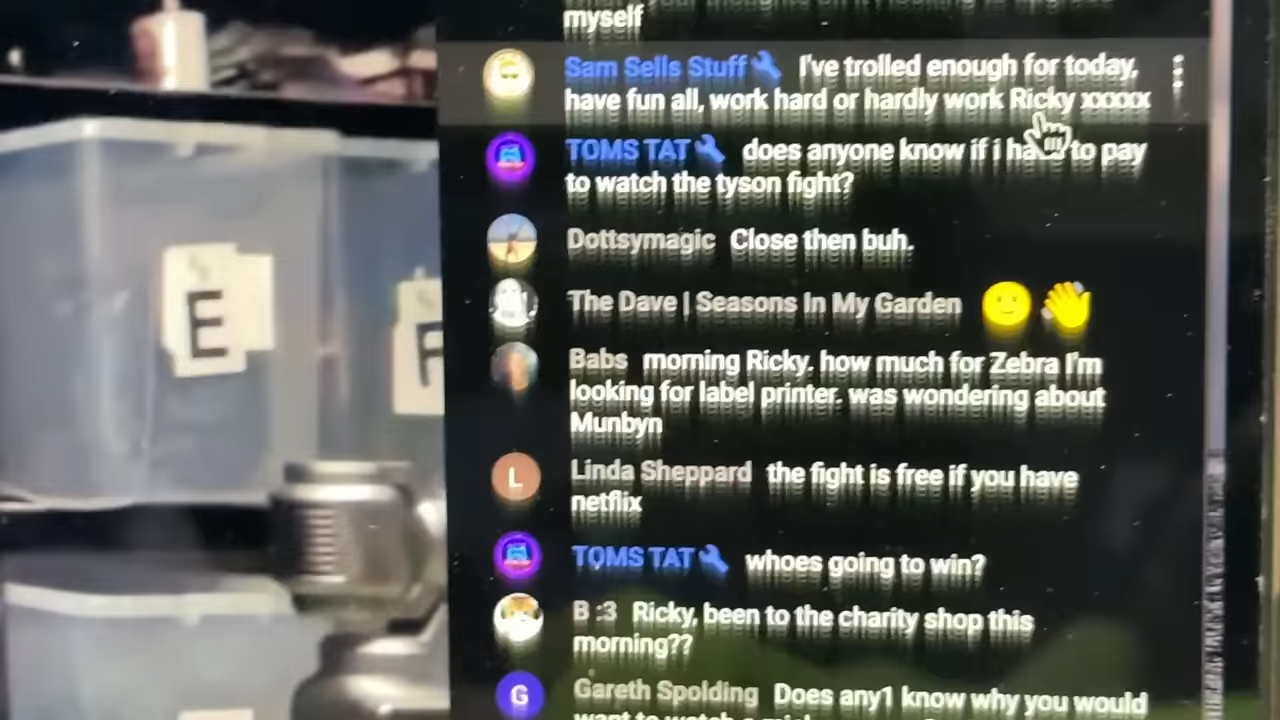 myself
Sam Sells Stuff I've trolled enough for today,
have fun all, work hard or hardly work Ricky xxxxx
TOMS TAT does anyone know if i have to pay
to watch the tyson fight?
Dottsymagic Close then buh.
The Dave | Seasons In My Garden
Babs morning Ricky. how much for Zebra I'm
looking for label printer. was wondering about
Munbyn
Linda Sheppard the fight is free if you have
netflix
TOMS TAT whoes going to win?
B :3 Ricky, been to the charity shop this
morning??
Gareth Spolding Does any1 know why you would
want to watch a
E
F
L
G